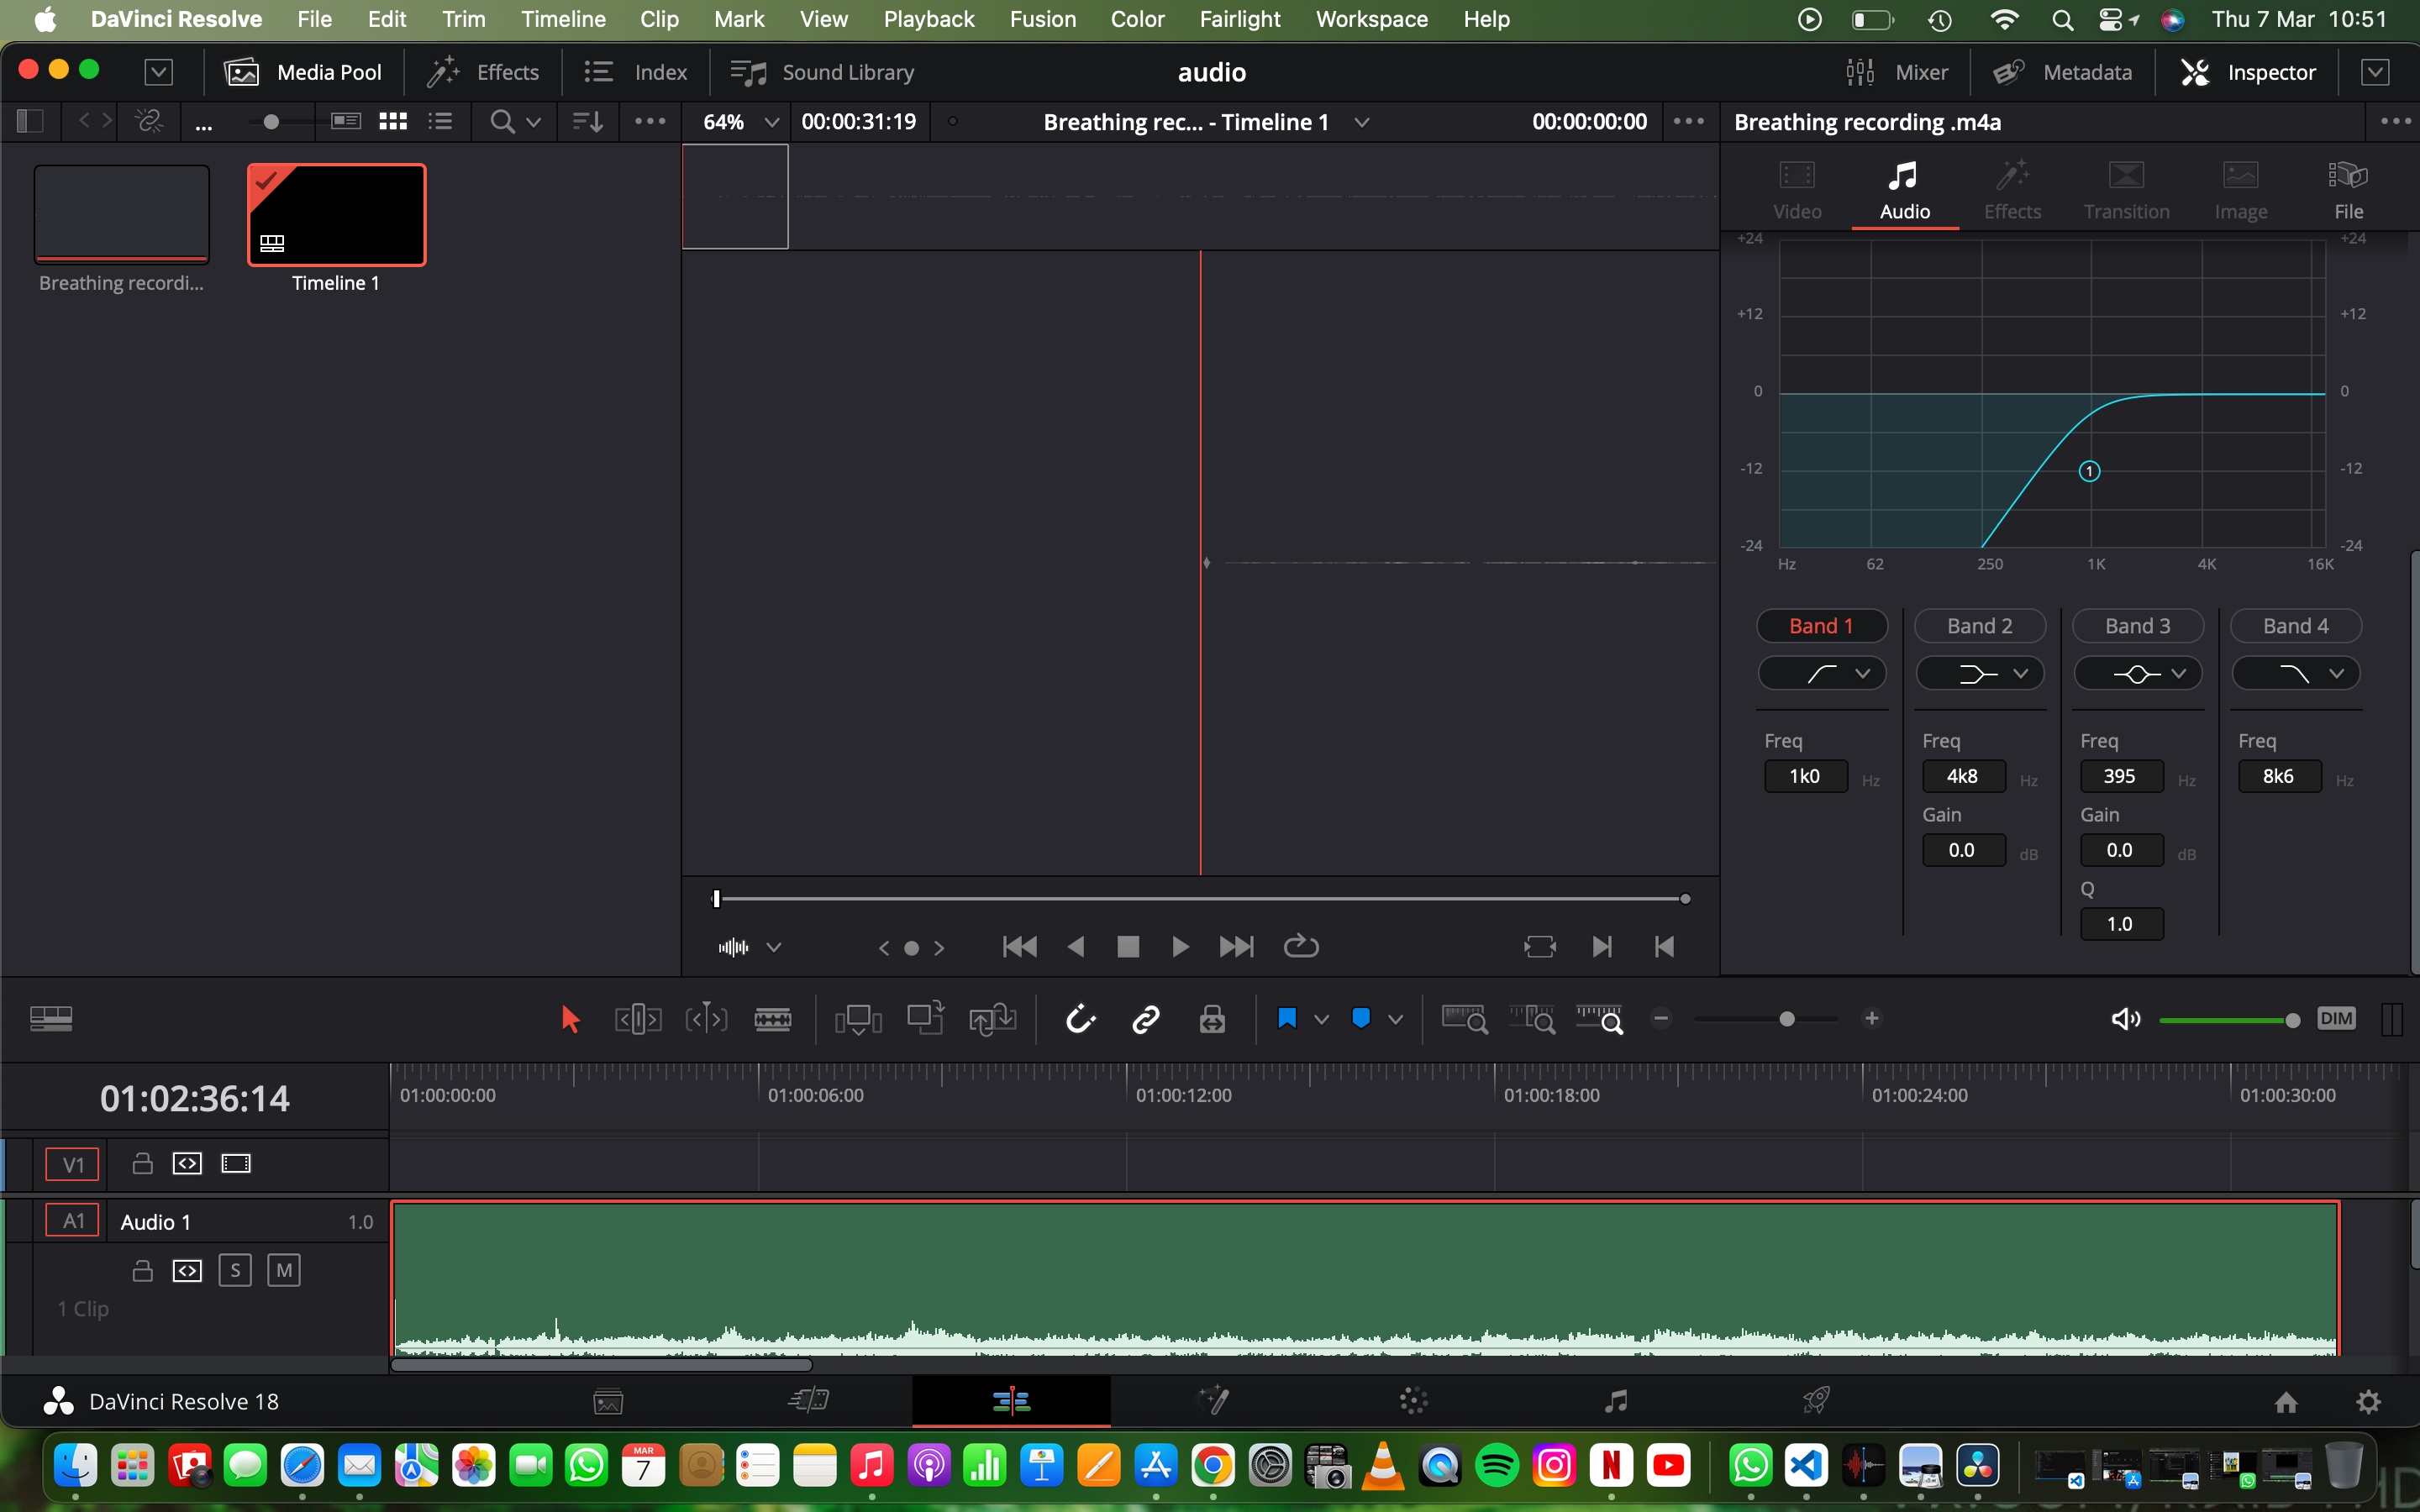 DaVinci Resolve File Edit Trim Timeline Clip Mark View Playback Fusion Color Fairlight Workspace Help Thu 7 Mar 10:51
Media Pool Effects Index Sound Library audio Mixer Metadata Inspector
... 64% 00:00:31:19 Breathing rec... - Timeline 1 00:00:00:00 Breathing recording .m4a
Video Audio Effects Transition Image File
Breathing recordi... Timeline 1
+24 +24
+12 +12
0 0
-12 -12
1
-24 -24
Hz 62 250 1K 4K 16K
Band 1 Band 2 Band 3 Band 4
Freq Freq Freq Freq
1k0 Hz 4k8 Hz 395 Hz 8k6 Hz
Gain Gain
0.0 dB 0.0 dB
Q
1.0
DIM
01:02:36:14 01:00:00:00 01:00:06:00 01:00:12:00 01:00:18:00 01:00:24:00 01:00:30:00
V1
A1 Audio 1 1.0
S M
1 Clip
DaVinci Resolve 18
MAR
7
N